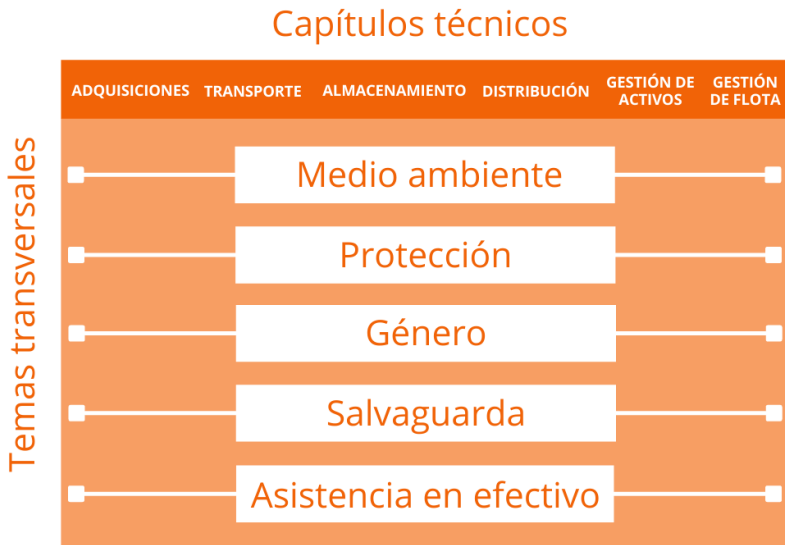 Capítulos técnicos
ADQUISICIONES TRANSPORTE ALMACENAMIENTO DISTRIBUCIÓN GESTIÓN DE ACTIVOS GESTIÓN DE FLOTA
Temas transversales
Medio ambiente
Protección
Género
Salvaguarda
Asistencia en efectivo